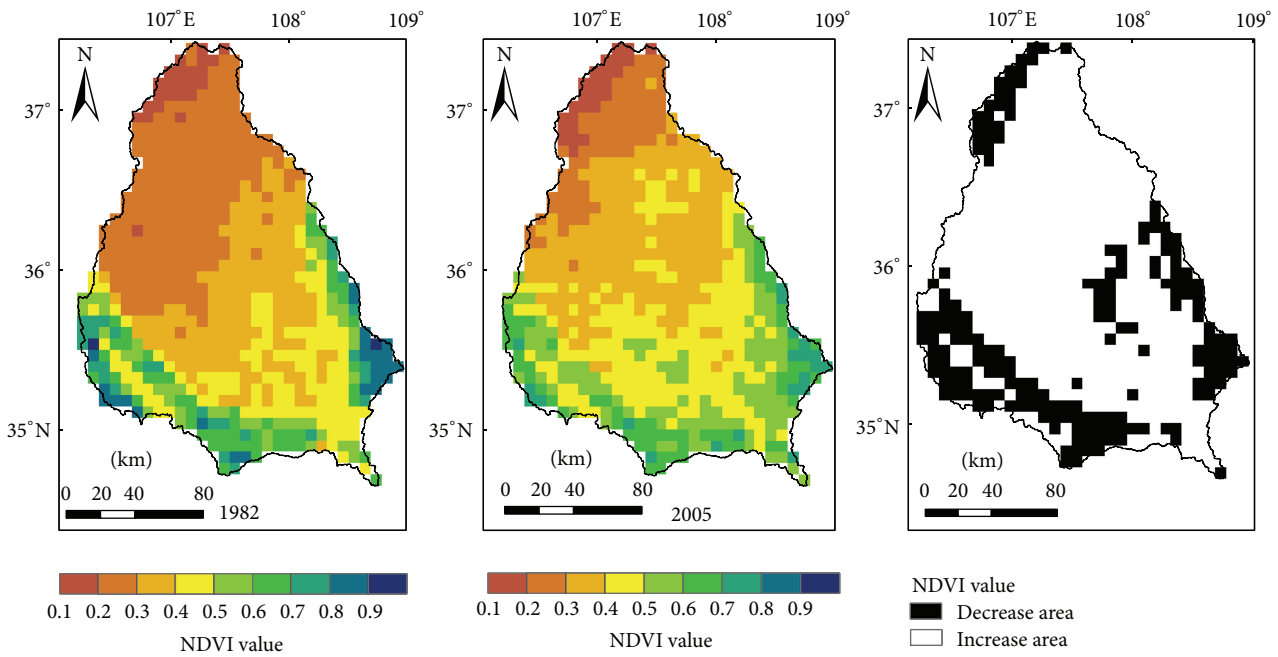 107°E 108° 109°
107°E 108° 109°
107°E 108° 109°
N
N
N
37°
37°
37°
36°
36°
36°
35°N
35°N
35°N
(km)
0 20 40 80
1982
(km)
0 20 40 80
2005
(km)
0 20 40 80
0.1 0.2 0.3 0.4 0.5 0.6 0.7 0.8 0.9
NDVI value
0.1 0.2 0.3 0.4 0.5 0.6 0.7 0.8 0.9
NDVI value
NDVI value
Decrease area
Increase area